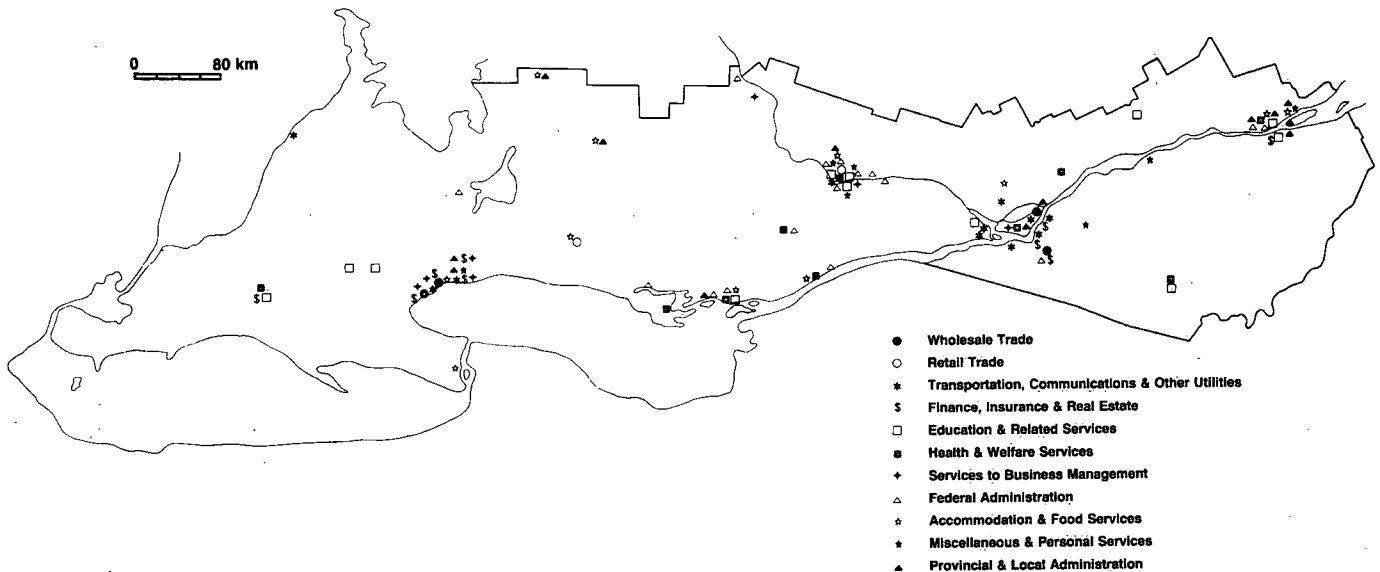 0 80 km
Wholesale Trade
Retail Trade
Transportation, Communications & Other Utilities
$ Finance, Insurance & Real Estate
Education & Related Services
Health & Welfare Services
Services to Business Management
Federal Administration
Accommodation & Food Services
Miscellaneous & Personal Services
Provincial & Local Administration